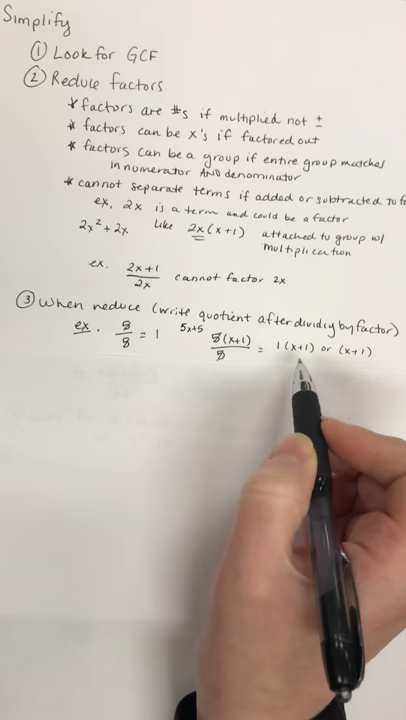 Simplify
① Look for GCF
② Reduce factors
* factors are #s if multiplied not ±
* factors can be x's if factored out
* factors can be a group if entire group matches
in numerator AND denominator
* cannot separate terms if added or subtracted to f
ex. 2x is a term and could be a factor
2x² + 2x like 2x(x+1) attached to group w/
multiplication
ex. (2x+1)/2x cannot factor 2x
③ When reduce (write quotient after dividing by factor)
ex. 8/8 = 1 5x+5 5(x+1)/5 = 1(x+1) or (x+1)